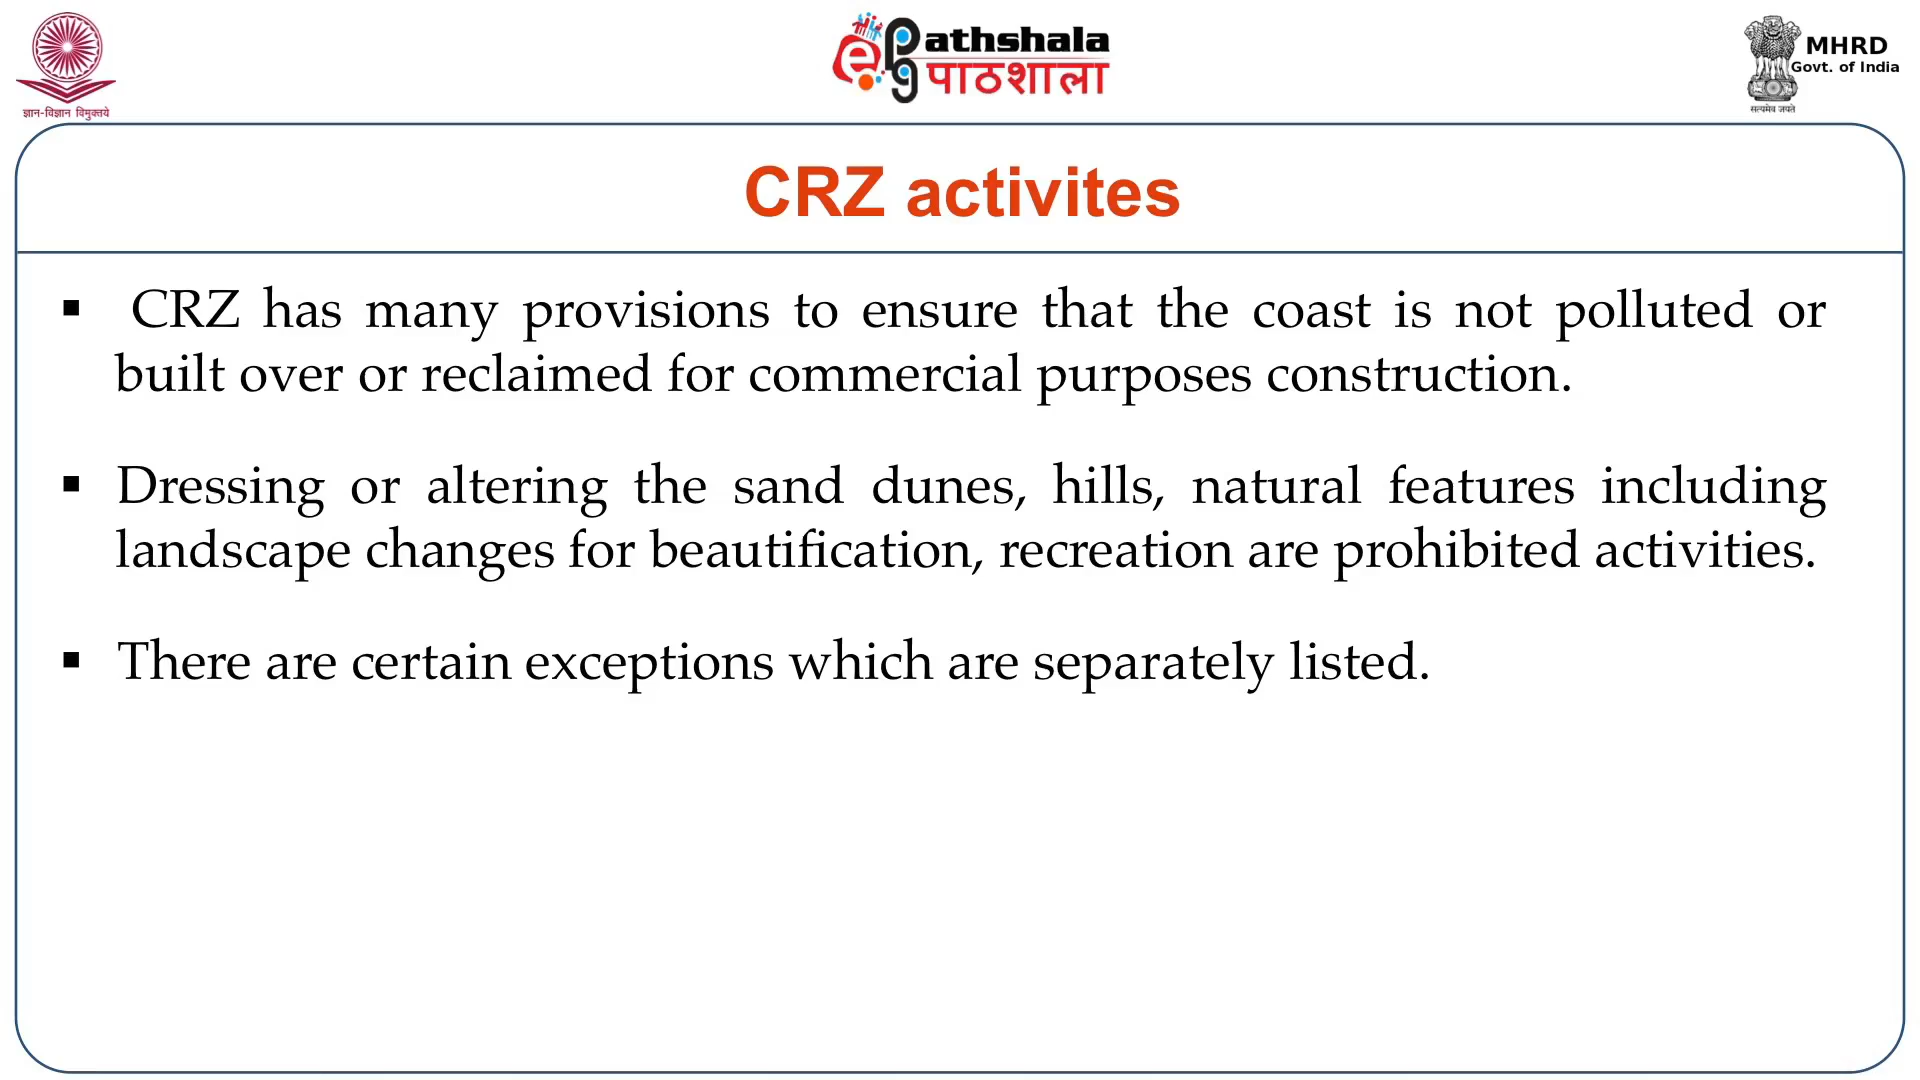 ज्ञान-विज्ञान विमुक्तये
e pg Pathshala
पाठशाला
MHRD
Govt. of India
सत्यमेव जयते
CRZ activites
▪ CRZ has many provisions to ensure that the coast is not polluted or
built over or reclaimed for commercial purposes construction.
▪ Dressing or altering the sand dunes, hills, natural features including
landscape changes for beautification, recreation are prohibited activities.
▪ There are certain exceptions which are separately listed.